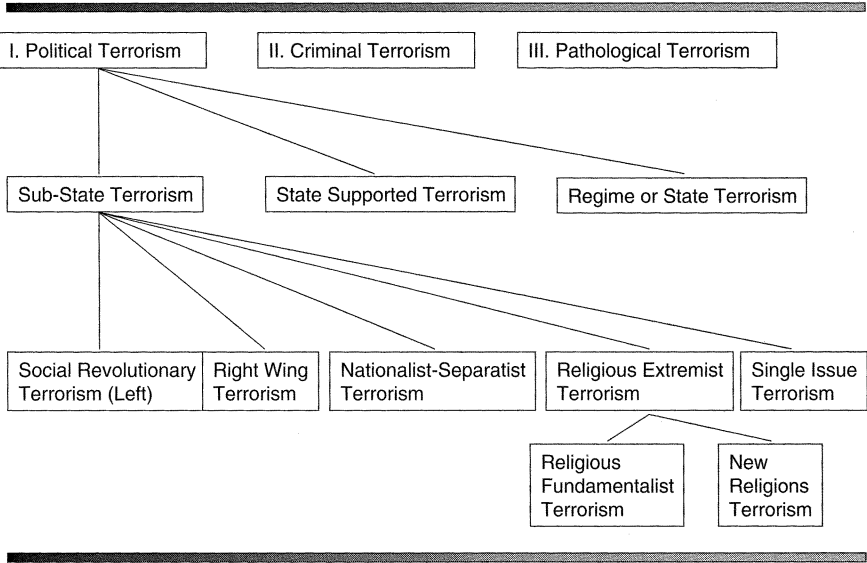 I. Political Terrorism
II. Criminal Terrorism
III. Pathological Terrorism
Sub-State Terrorism
State Supported Terrorism
Regime or State Terrorism
Social Revolutionary
Terrorism (Left)
Right Wing
Terrorism
Nationalist-Separatist
Terrorism
Religious Extremist
Terrorism
Single Issue
Terrorism
Religious
Fundamentalist
Terrorism
New
Religions
Terrorism